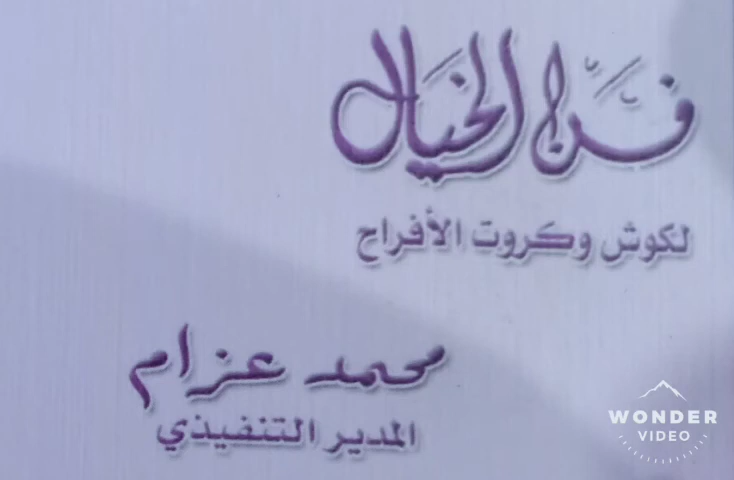 فن الخيال
لكوش وكروت الأفراح
محمد عزام
المدير التنفيذي
WONDER
VIDEO